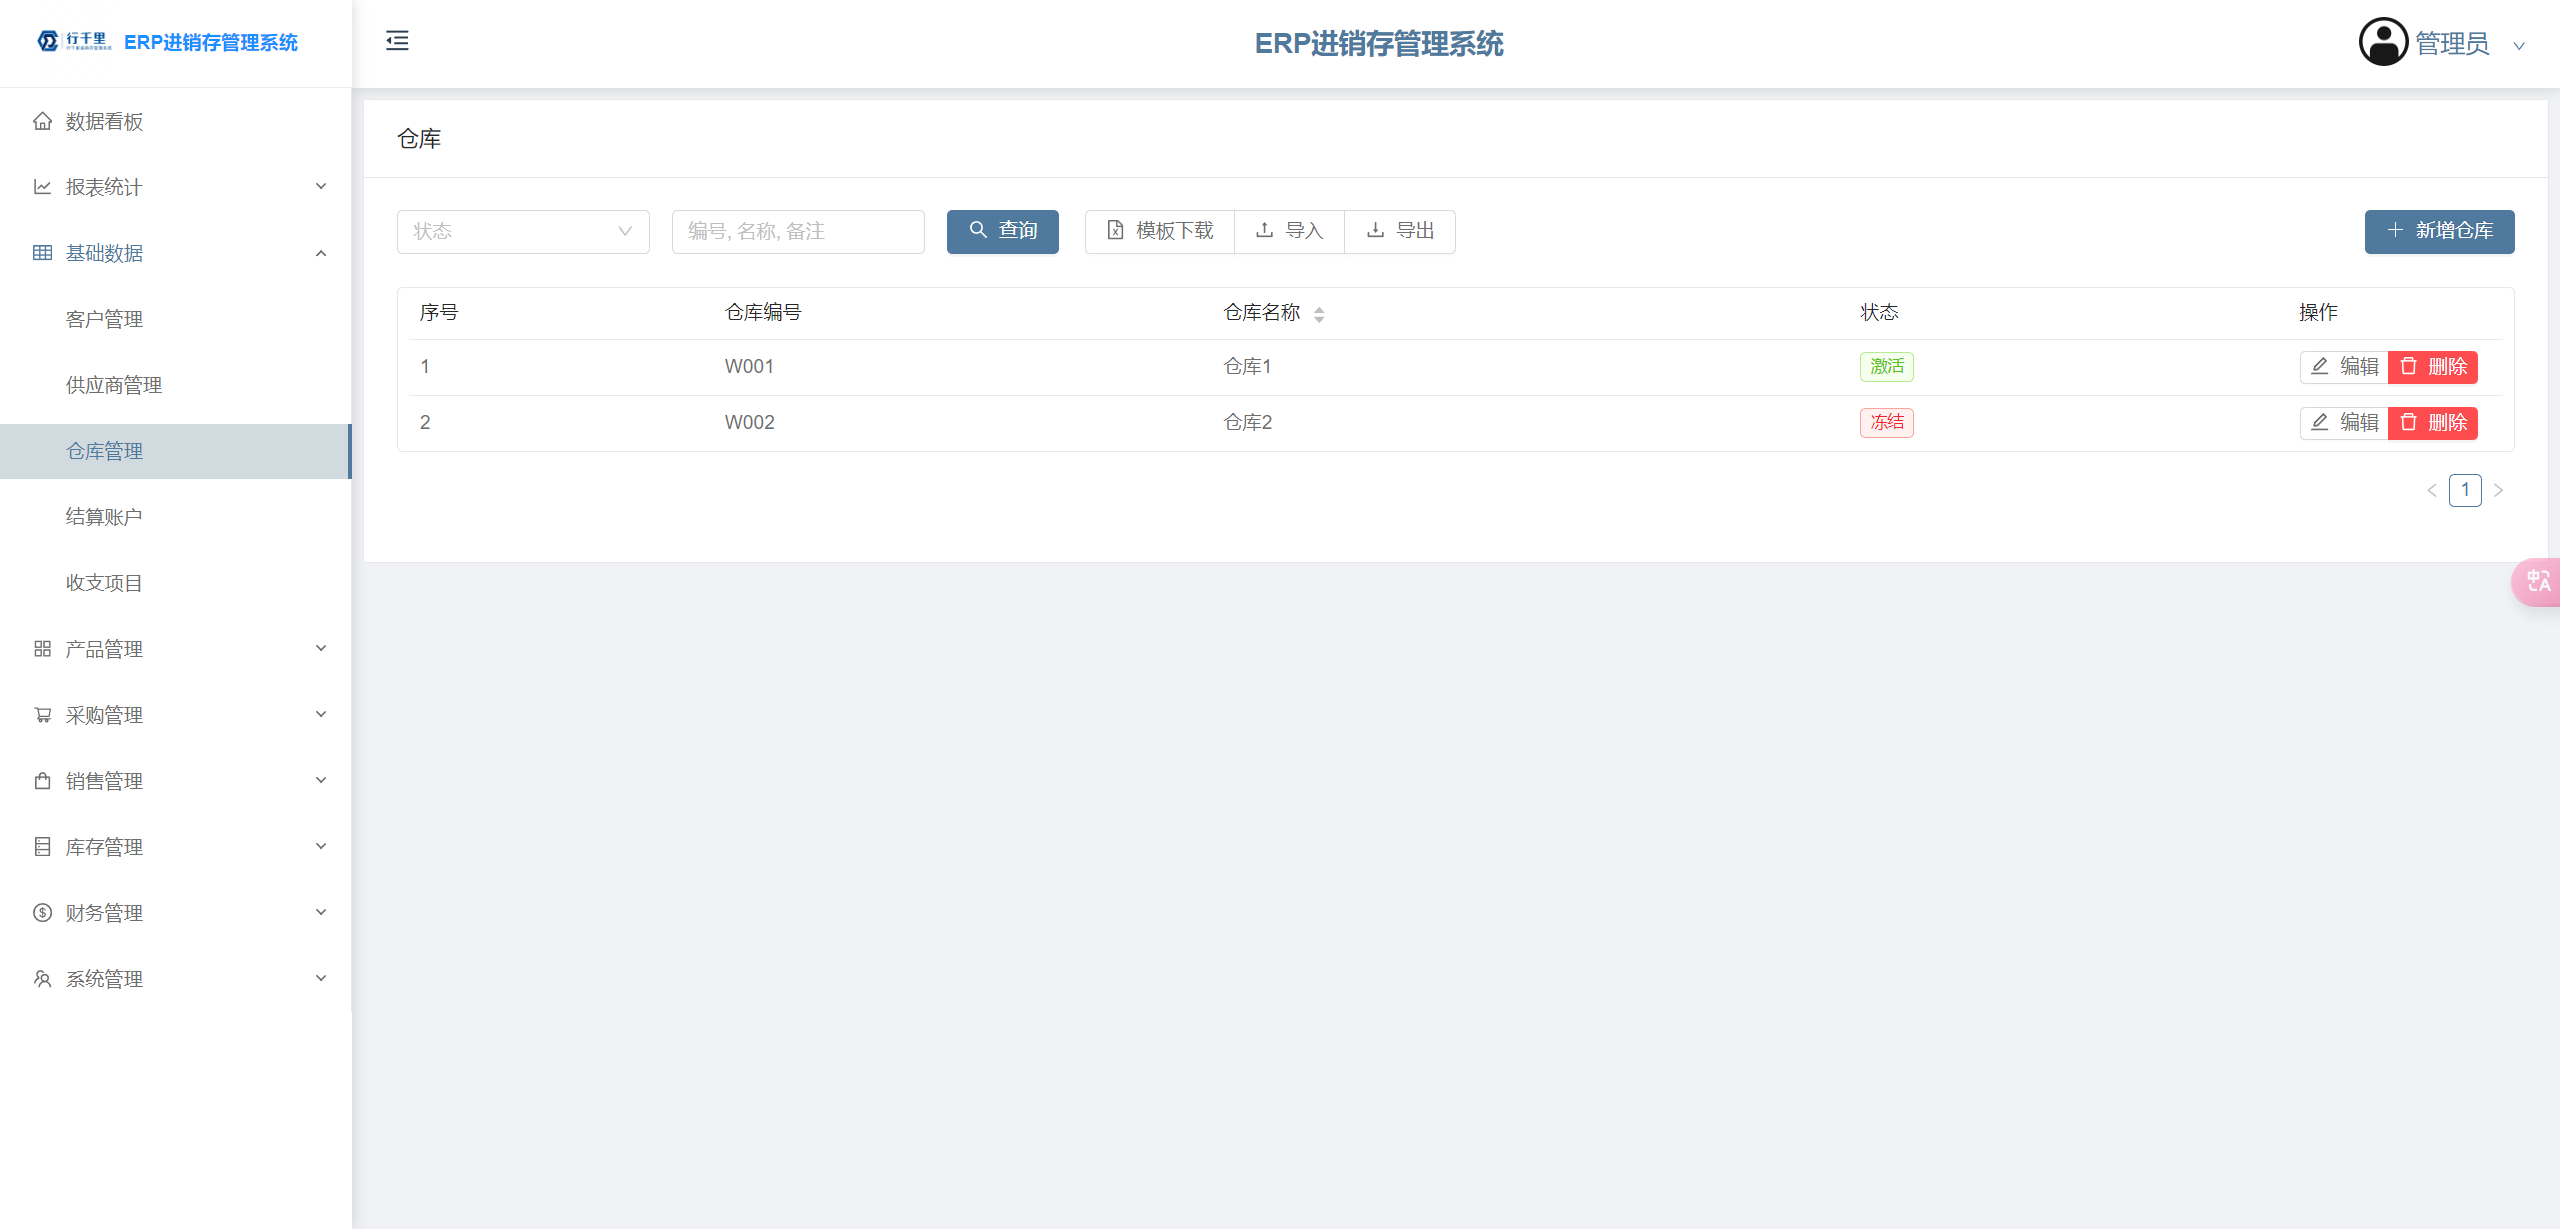 行千里 ERP进销存管理系统
ERP进销存管理系统
管理员
数据看板
报表统计
基础数据
客户管理
供应商管理
仓库管理
结算账户
收支项目
产品管理
采购管理
销售管理
库存管理
财务管理
系统管理
仓库
状态 编号, 名称, 备注 查询 模板下载 导入 导出 新增仓库
序号 仓库编号 仓库名称 状态 操作
1 W001 仓库1 激活 编辑 删除
2 W002 仓库2 冻结 编辑 删除
1